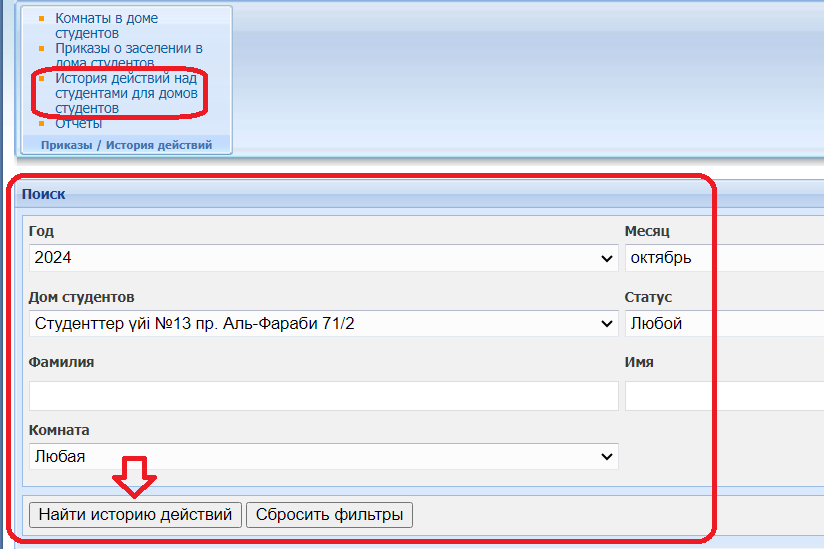 Комнаты в доме
студентов
Приказы о заселении в
дома студентов
История действий над
студентами для домов
студентов
Отчеты
Приказы / История действий
Поиск
Год Месяц
2024 октябрь
Дом студентов Статус
Студенттер үйі №13 пр. Аль-Фараби 71/2 Любой
Фамилия Имя
Комната
Любая
Найти историю действий Сбросить фильтры